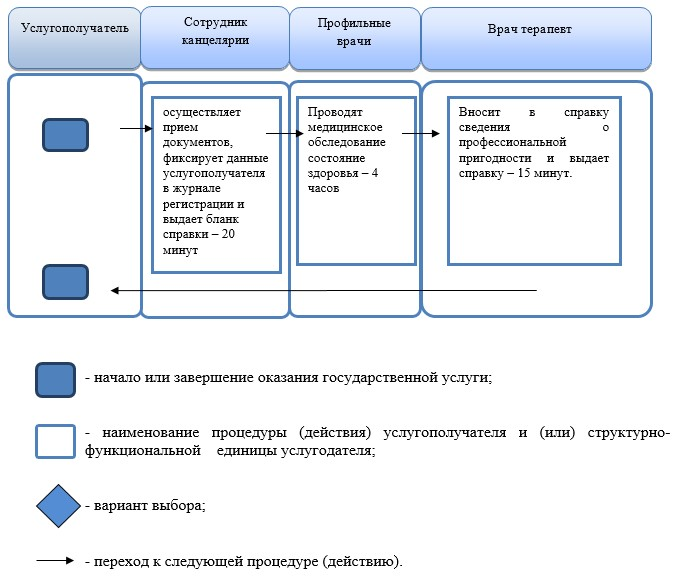 Услугополучатель
Сотрудник
канцелярии
Профильные
врачи
Врач терапевт
осуществляет
прием
документов,
фиксирует данные
услугополучателя
в журнале
регистрации и
выдает бланк
справки – 20
минут
Проводят
медицинское
обследование
состояние
здоровья – 4
часов
Вносит в справку
сведения о
профессиональной
пригодности и выдает
справку – 15 минут.
- начало или завершение оказания государственной услуги;
- наименование процедуры (действия) услугополучателя и (или) структурно-
функциональной единицы услугодателя;
- вариант выбора;
- переход к следующей процедуре (действию).